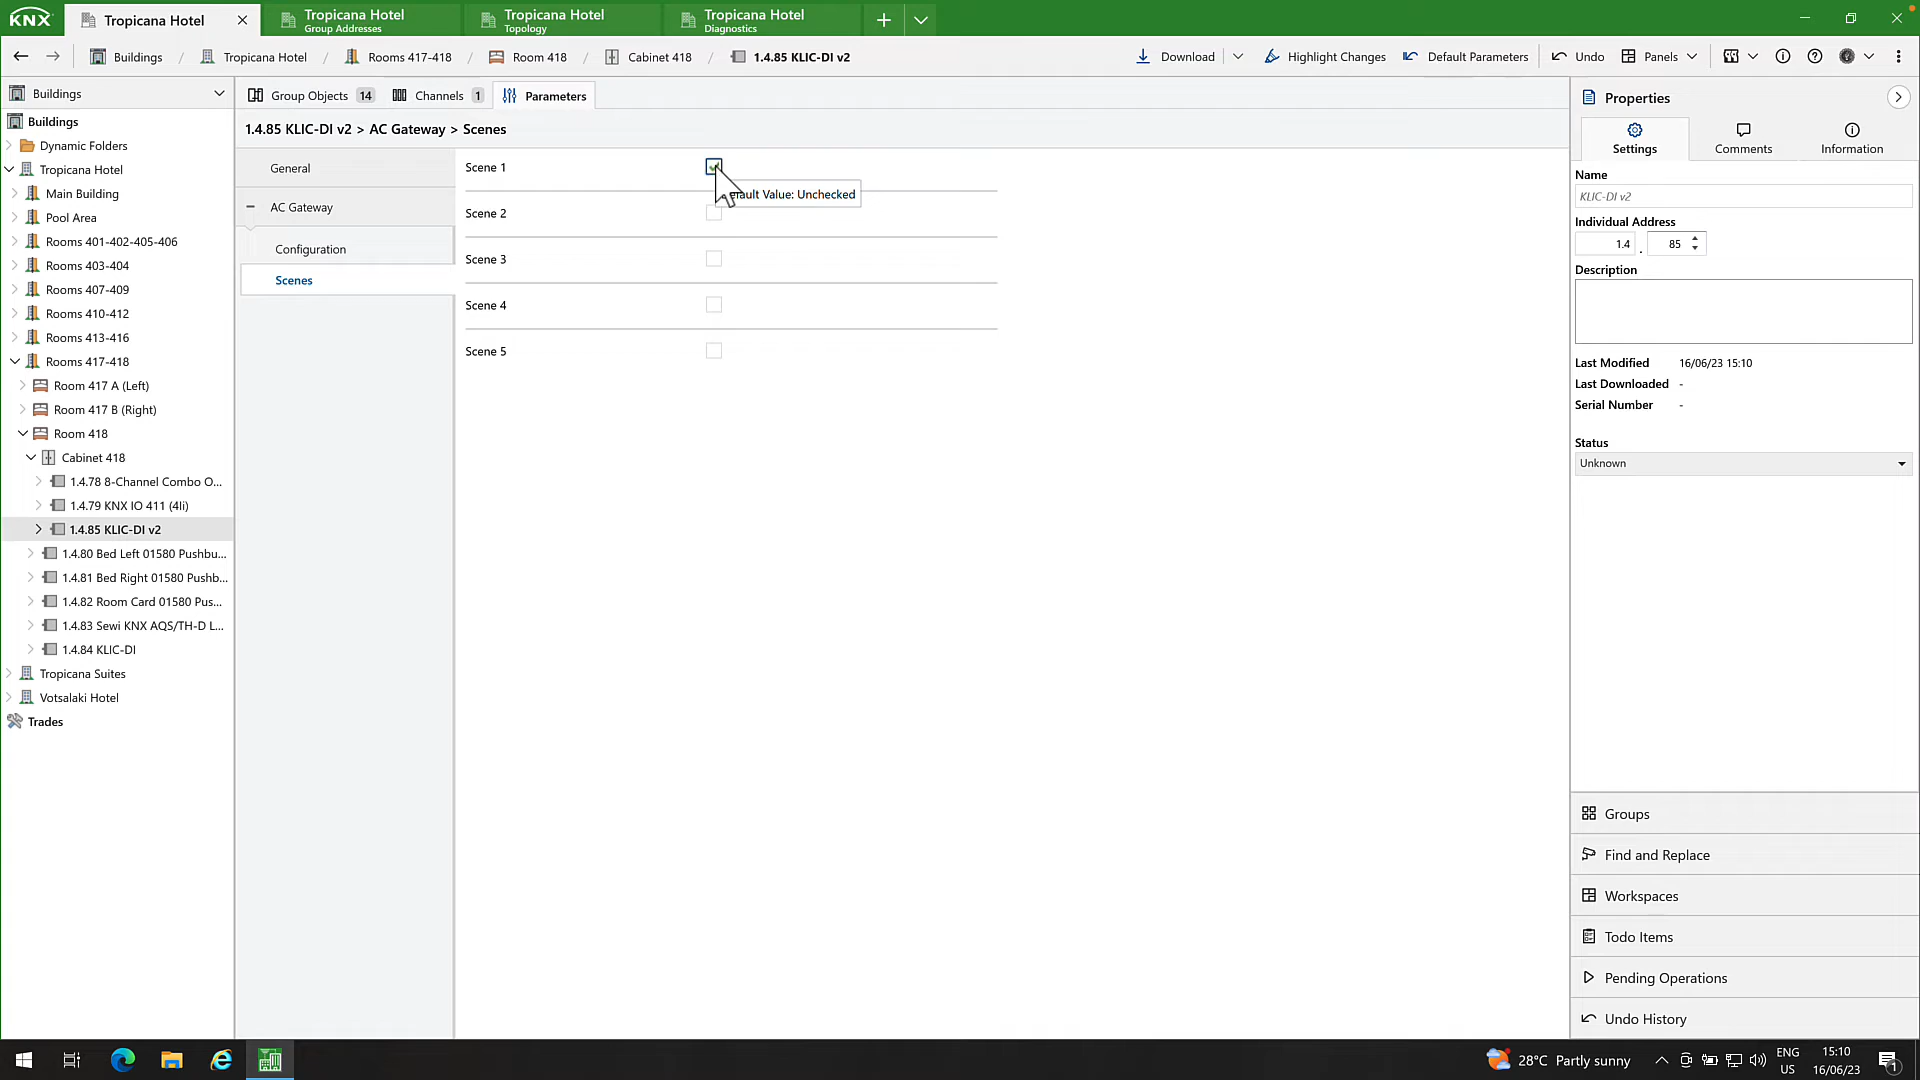 KNX
Tropicana Hotel
Tropicana Hotel
Group Addresses
Tropicana Hotel
Topology
Tropicana Hotel
Diagnostics
Buildings / Tropicana Hotel / Rooms 417-418 / Room 418 / Cabinet 418 / 1.4.85 KLIC-DI v2
Download Highlight Changes Default Parameters Undo Panels
Buildings
Buildings
Dynamic Folders
Tropicana Hotel
Main Building
Pool Area
Rooms 401-402-405-406
Rooms 403-404
Rooms 407-409
Rooms 410-412
Rooms 413-416
Rooms 417-418
Room 417 A (Left)
Room 417 B (Right)
Room 418
Cabinet 418
1.4.78 8-Channel Combo O...
1.4.79 KNX IO 411 (4Ii)
1.4.85 KLIC-DI v2
1.4.80 Bed Left 01580 Pushbu...
1.4.81 Bed Right 01580 Pushb...
1.4.82 Room Card 01580 Pus...
1.4.83 Sewi KNX AQS/TH-D L...
1.4.84 KLIC-DI
Tropicana Suites
Votsalaki Hotel
Trades
Group Objects 14 Channels 1 Parameters
1.4.85 KLIC-DI v2 > AC Gateway > Scenes
General
AC Gateway
Configuration
Scenes
Scene 1
Value: Unchecked
Scene 2
Scene 3
Scene 4
Scene 5
Properties
Settings Comments Information
Name
KLIC-DI v2
Individual Address
1.4 . 85
Description
Last Modified 16/06/23 15:10
Last Downloaded -
Serial Number -
Status
Unknown
Groups
Find and Replace
Workspaces
Todo Items
Pending Operations
Undo History
28°C Partly sunny
ENG
US
15:10
16/06/23
1